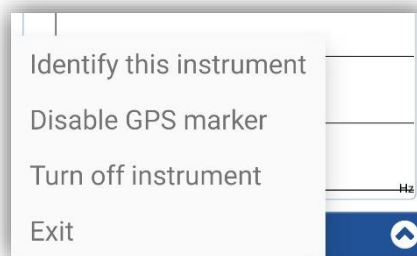 Identify this instrument
Disable GPS marker
Turn off instrument
Hz
Exit